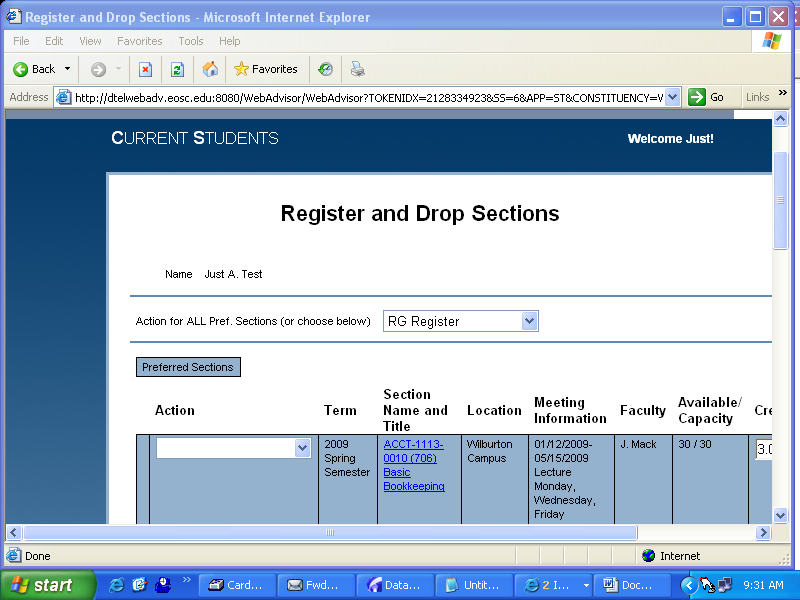 Register and Drop Sections - Microsoft Internet Explorer
File Edit View Favorites Tools Help
Back Favorites
Address http://dtelwebadv.eosc.edu:8080/WebAdvisor/WebAdvisor?TOKENIDX=2128334923&SS=6&APP=ST&CONSTITUENCY=W Go Links »
CURRENT STUDENTS Welcome Just!
Register and Drop Sections
Name Just A. Test
Action for ALL Pref. Sections (or choose below) RG Register
Preferred Sections
Action Term Section Name and Title Location Meeting Information Faculty Available/ Capacity Cre
2009 Spring Semester
ACCT-1113-
0010 (706)
Basic
Bookkeeping
Wilburton
Campus
01/12/2009-
05/15/2009
Lecture
Monday,
Wednesday,
Friday
J. Mack
30 / 30
3.0
Done Internet
start Card... Fwd... Data... Untit... 2 I... Doc... 9:31 AM